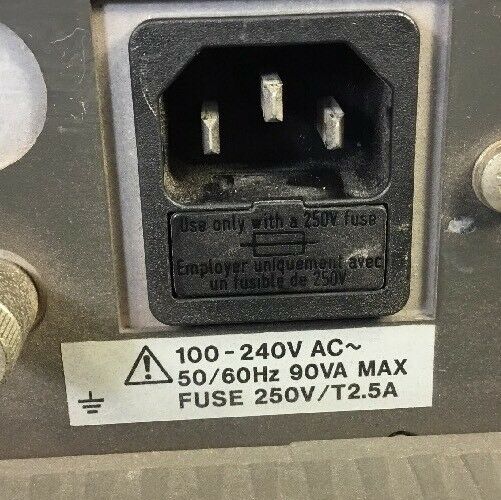 Use only with a 250V fuse
Employer uniquement avec
un fusible de 250V
100-240V AC~
50/60Hz 90VA MAX
FUSE 250V/T2.5A